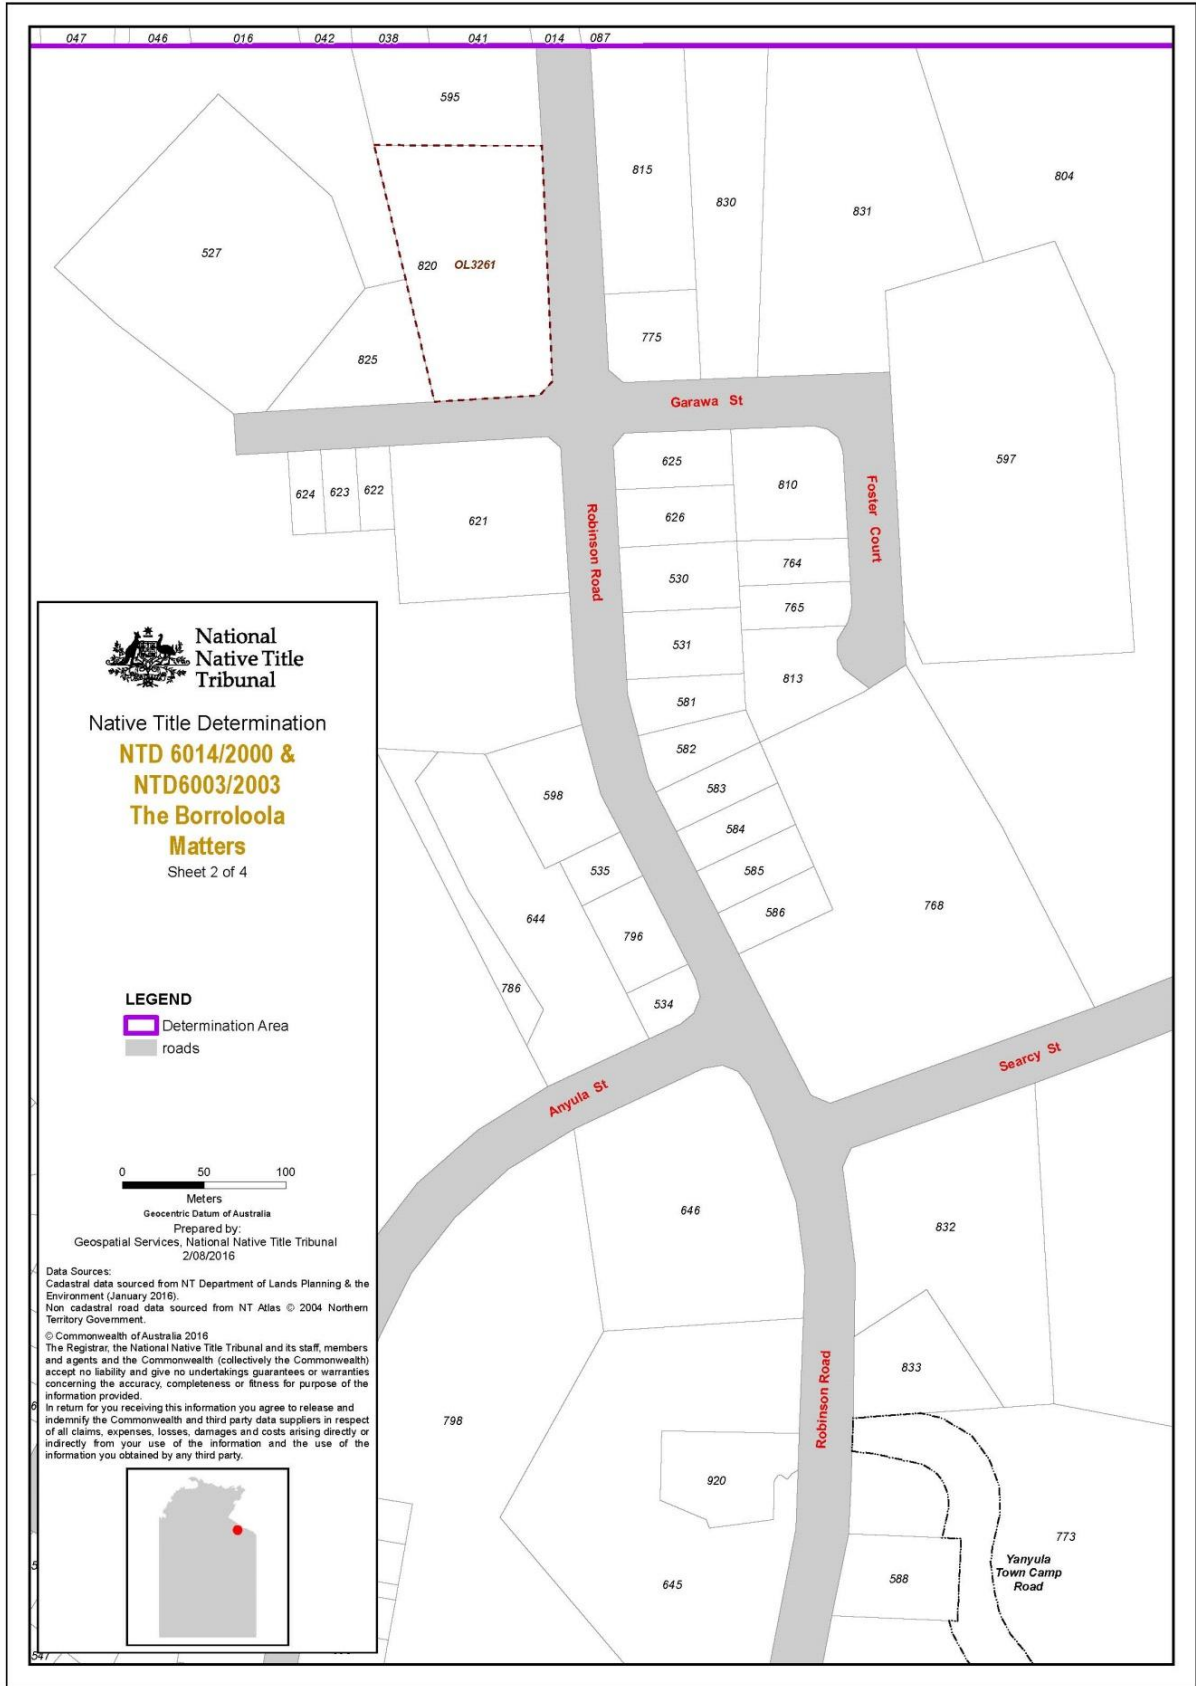 047 046 016 042 038 041 014 087
595
815
830
831
804
527
820 OL3261
775
825
Garawa St
625
810
597
624 623 622
621
626
Robinson Road
Foster Court
530
764
765
531
813
581
582
598
583
584
535
585
586
768
644
796
786
534
Searcy St
Anyula St
646
832
Robinson Road
833
798
920
773
Yanyula
Town Camp
Road
645
588
547
National
Native Title
Tribunal
Native Title Determination
NTD 6014/2000 &
NTD6003/2003
The Borroloola
Matters
Sheet 2 of 4
LEGEND
Determination Area
roads
0 50 100
Meters
Geocentric Datum of Australia
Prepared by:
Geospatial Services, National Native Title Tribunal
2/08/2016
Data Sources:
Cadastral data sourced from NT Department of Lands Planning & the
Environment (January 2016).
Non cadastral road data sourced from NT Atlas © 2004 Northern
Territory Government.
© Commonwealth of Australia 2016
The Registrar, the National Native Title Tribunal and its staff, members
and agents and the Commonwealth (collectively the Commonwealth)
accept no liability and give no undertakings guarantees or warranties
concerning the accuracy, completeness or fitness for purpose of the
information provided.
In return for you receiving this information you agree to release and
indemnify the Commonwealth and third party data suppliers in respect
of all claims, expenses, losses, damages and costs arising directly or
indirectly from your use of the information and the use of the
information you obtained by any third party.